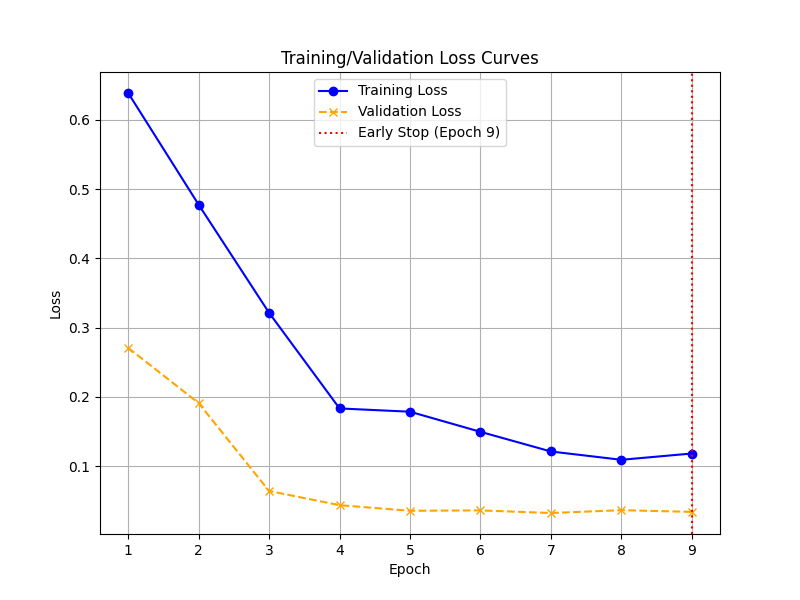 Training/Validation Loss Curves
Training Loss
Validation Loss
Early Stop (Epoch 9)
0.6
0.5
0.4
0.3
0.2
0.1
Loss
1 2 3 4 5 6 7 8 9
Epoch